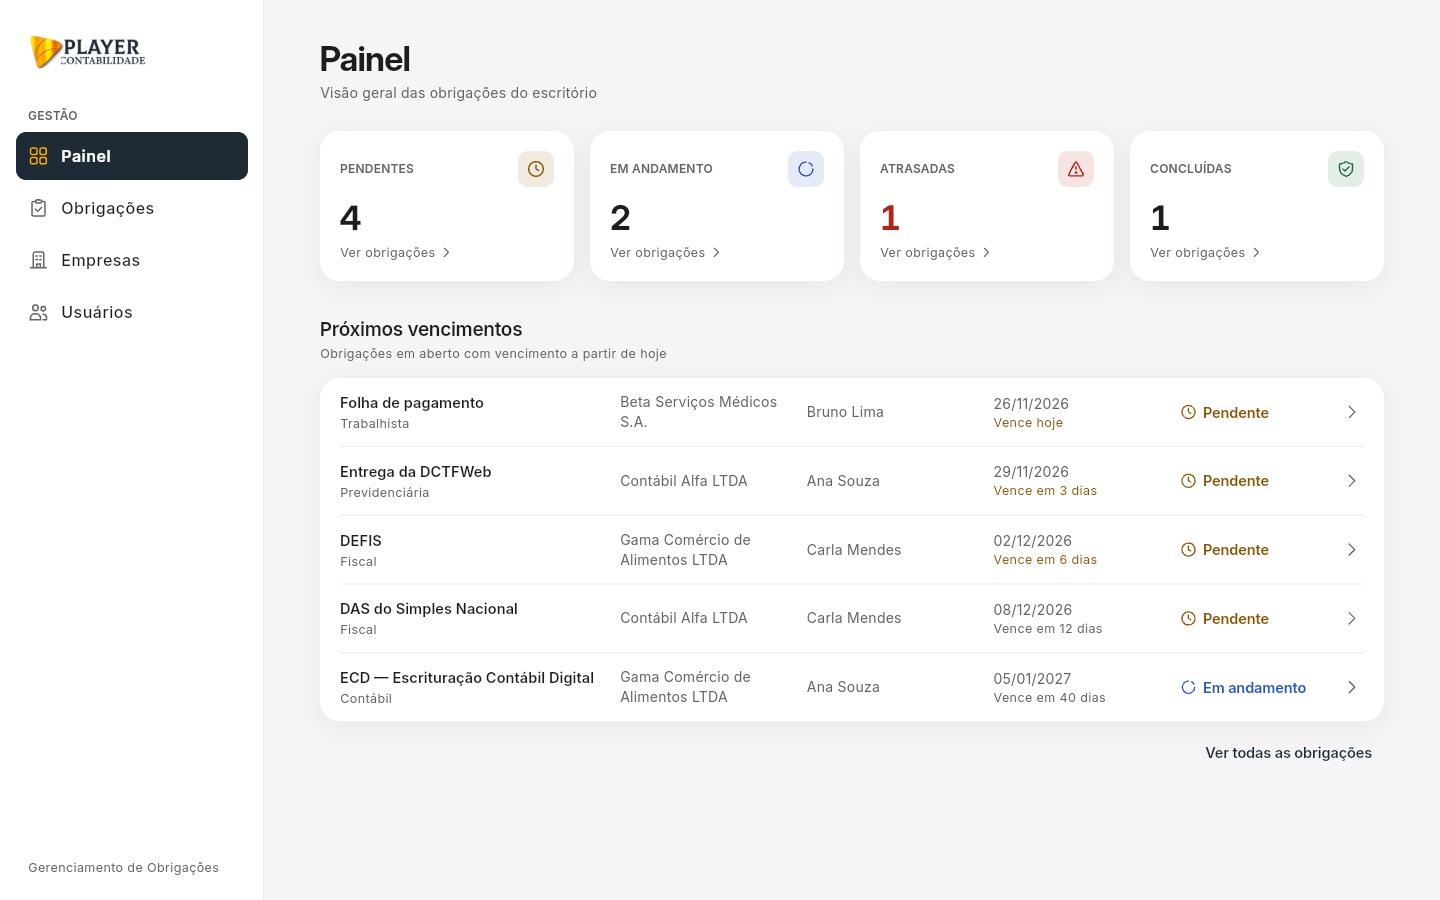 PLAYER
CONTABILIDADE
GESTÃO
Painel
Obrigações
Empresas
Usuários
Gerenciamento de Obrigações
Painel
Visão geral das obrigações do escritório
PENDENTES
4
Ver obrigações
EM ANDAMENTO
2
Ver obrigações
ATRASADAS
1
Ver obrigações
CONCLUÍDAS
1
Ver obrigações
Próximos vencimentos
Obrigações em aberto com vencimento a partir de hoje
Folha de pagamento
Trabalhista
Beta Serviços Médicos
S.A.
Bruno Lima
26/11/2026
Vence hoje
Pendente
Entrega da DCTFWeb
Previdenciária
Contábil Alfa LTDA
Ana Souza
29/11/2026
Vence em 3 dias
Pendente
DEFIS
Fiscal
Gama Comércio de
Alimentos LTDA
Carla Mendes
02/12/2026
Vence em 6 dias
Pendente
DAS do Simples Nacional
Fiscal
Contábil Alfa LTDA
Carla Mendes
08/12/2026
Vence em 12 dias
Pendente
ECD — Escrituração Contábil Digital
Contábil
Gama Comércio de
Alimentos LTDA
Ana Souza
05/01/2027
Vence em 40 dias
Em andamento
Ver todas as obrigações